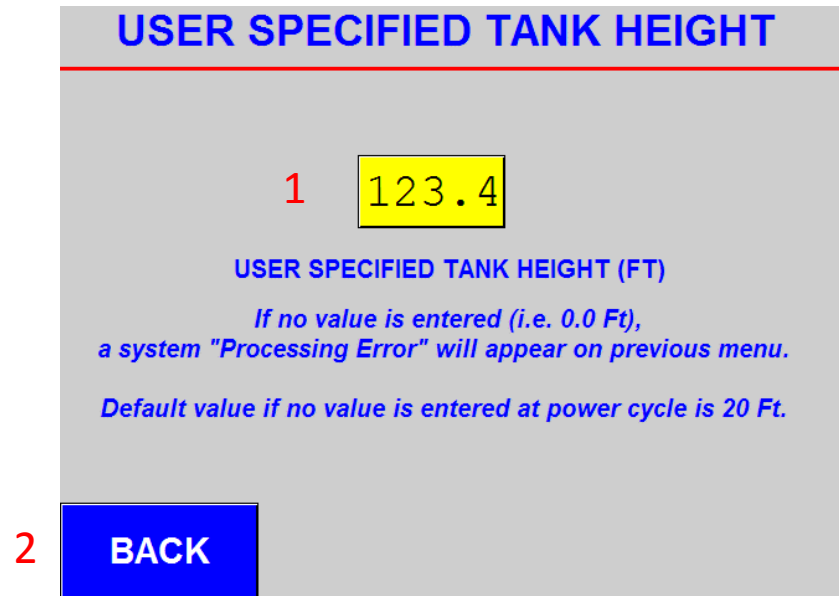 USER SPECIFIED TANK HEIGHT
1
123.4
USER SPECIFIED TANK HEIGHT (FT)
If no value is entered (i.e. 0.0 Ft),
a system "Processing Error" will appear on previous menu.
Default value if no value is entered at power cycle is 20 Ft.
2
BACK